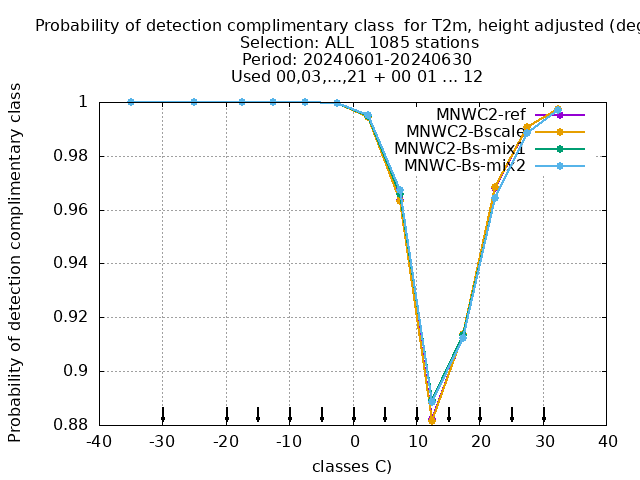 Probability of detection complimentary class  for T2m, height adjusted (deg
Selection: ALL   1085 stations
Period: 20240601-20240630
Used 00,03,...,21 + 00 01 ... 12
Probability of detection complimentary class
1
0.98
0.96
0.94
0.92
0.9
0.88
MNWC2-ref
MNWC2-Bscale
MNWC2-Bs-mix1
MNWC-Bs-mix2
-40 -30 -20 -10 0 10 20 30 40
classes C)